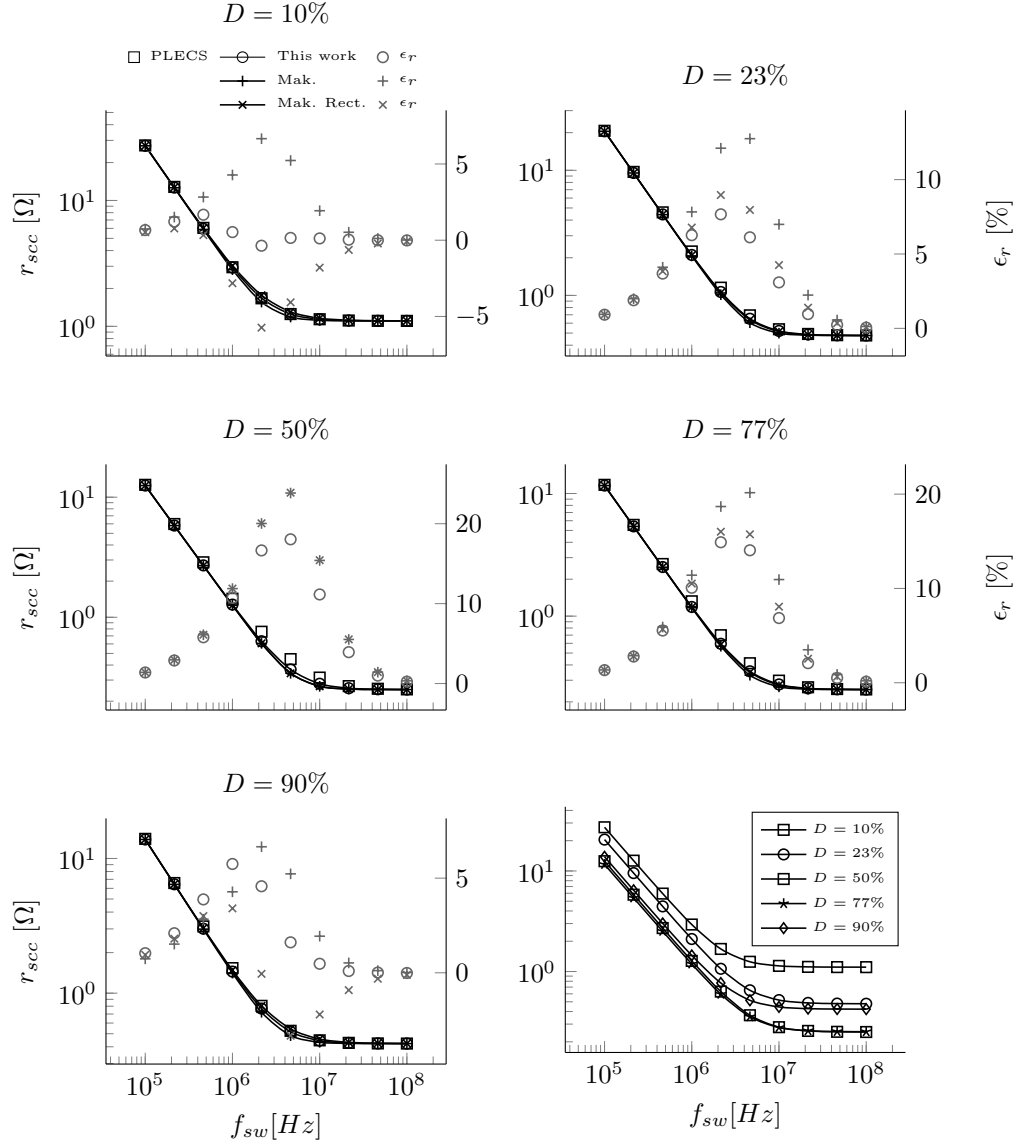 D = 10%
PLECS This work ϵr
Mak. ϵr
Mak. Rect. ϵr
10^1
10^0
r_scc [Ω]
5
0
−5
D = 23%
10^1
10^0
10
5
0
ϵ_r [%]
D = 50%
10^1
10^0
r_scc [Ω]
20
10
0
D = 77%
10^1
10^0
20
10
0
ϵ_r [%]
D = 90%
10^1
10^0
r_scc [Ω]
5
0
10^5 10^6 10^7 10^8
f_sw[Hz]
10^1
10^0
D = 10%
D = 23%
D = 50%
D = 77%
D = 90%
10^5 10^6 10^7 10^8
f_sw[Hz]